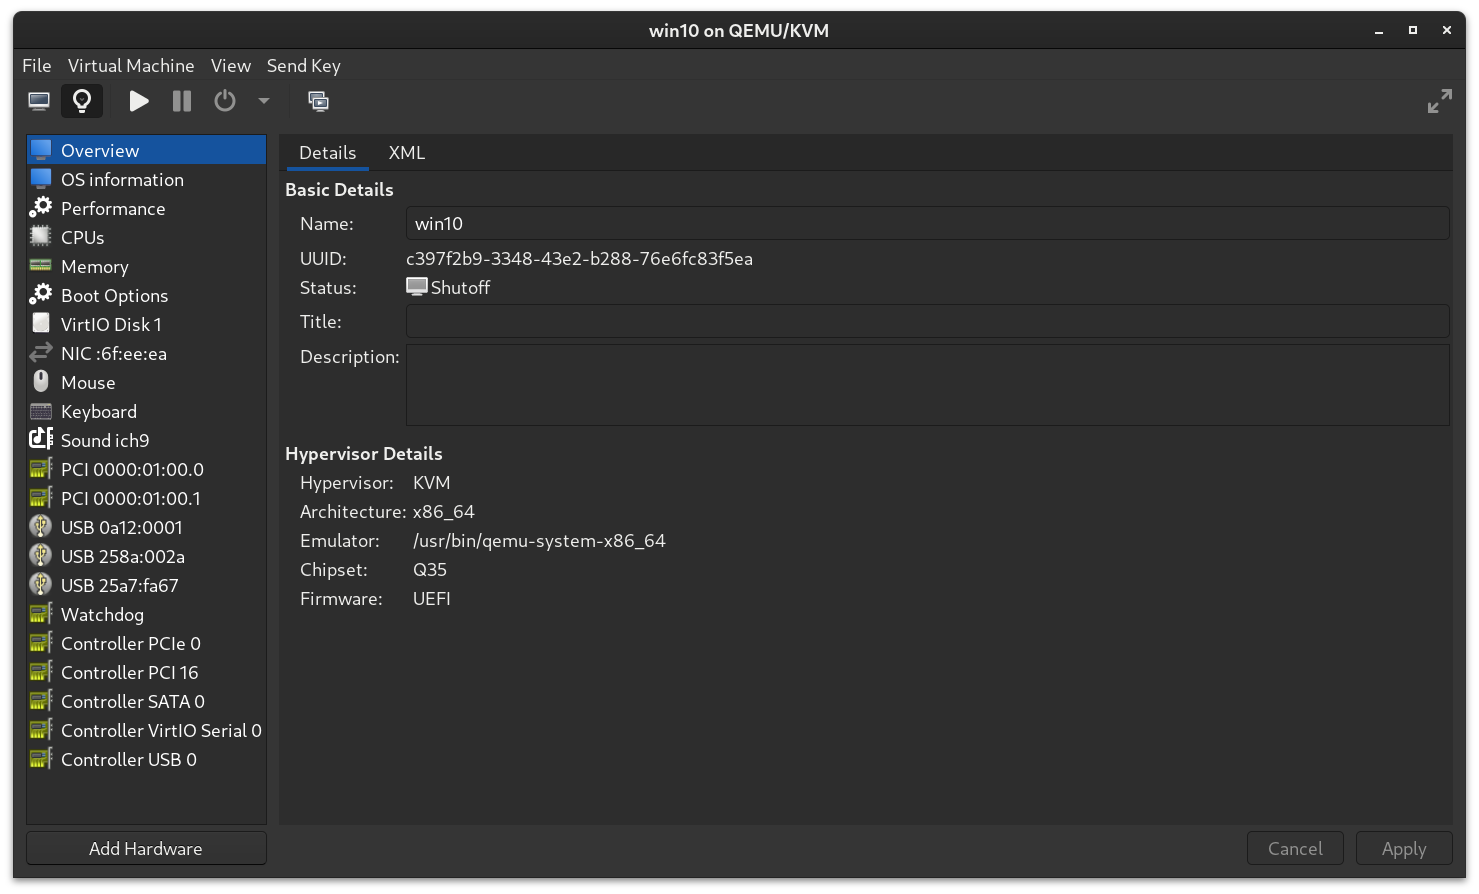 win10 on QEMU/KVM
File Virtual Machine View Send Key
Overview
OS information
Performance
CPUs
Memory
Boot Options
VirtIO Disk 1
NIC :6f:ee:ea
Mouse
Keyboard
Sound ich9
PCI 0000:01:00.0
PCI 0000:01:00.1
USB 0a12:0001
USB 258a:002a
USB 25a7:fa67
Watchdog
Controller PCIe 0
Controller PCI 16
Controller SATA 0
Controller VirtIO Serial 0
Controller USB 0
Add Hardware
Details XML
Basic Details
Name: win10
UUID: c397f2b9-3348-43e2-b288-76e6fc83f5ea
Status: Shutoff
Title:
Description:
Hypervisor Details
Hypervisor: KVM
Architecture: x86_64
Emulator: /usr/bin/qemu-system-x86_64
Chipset: Q35
Firmware: UEFI
Cancel Apply